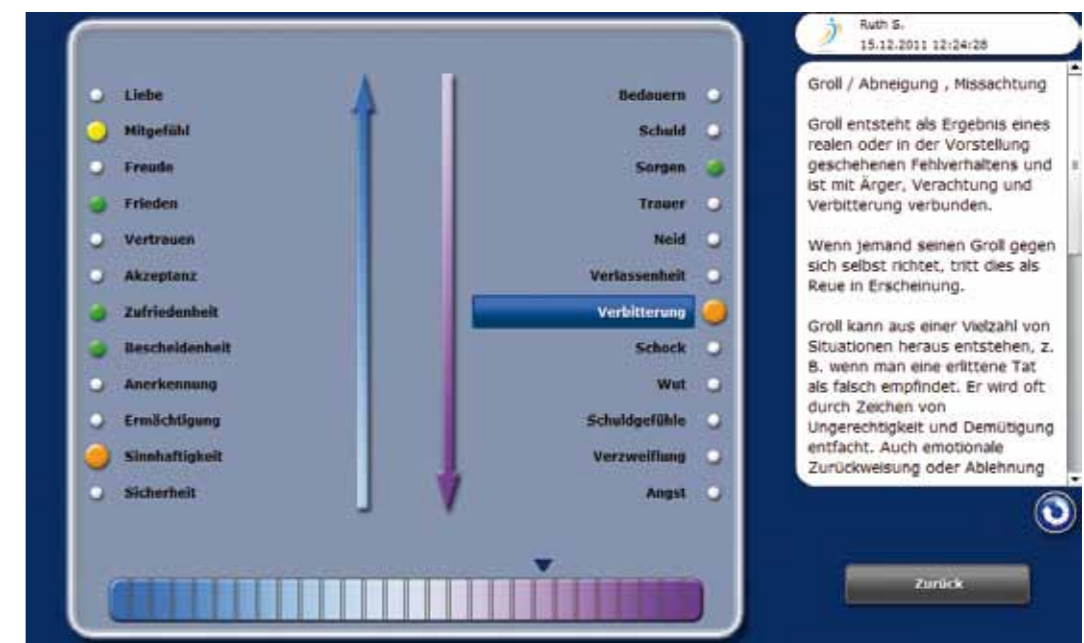 Liebe
Mitgefühl
Freude
Frieden
Vertrauen
Akzeptanz
Zufriedenheit
Bescheidenheit
Anerkennung
Ermächtigung
Sinnhaftigkeit
Sicherheit
Bedauern
Schuld
Sorgen
Trauer
Neid
Verlassenheit
Verbitterung
Schock
Wut
Schuldgefühle
Verzweiflung
Angst
Ruth S.
15.12.2011 12:24:28
Groll / Abneigung , Missachtung
Groll entsteht als Ergebnis eines
realen oder in der Vorstellung
geschehenen Fehlverhaltens und
ist mit Ärger, Verachtung und
Verbitterung verbunden.
Wenn jemand seinen Groll gegen
sich selbst richtet, tritt dies als
Reue in Erscheinung.
Groll kann aus einer Vielzahl von
Situationen heraus entstehen, z.
B. wenn man eine erlittene Tat
als falsch empfindet. Er wird oft
durch Zeichen von
Ungerechtigkeit und Demütigung
entfacht. Auch emotionale
Zurückweisung oder Ablehnung
Zurück